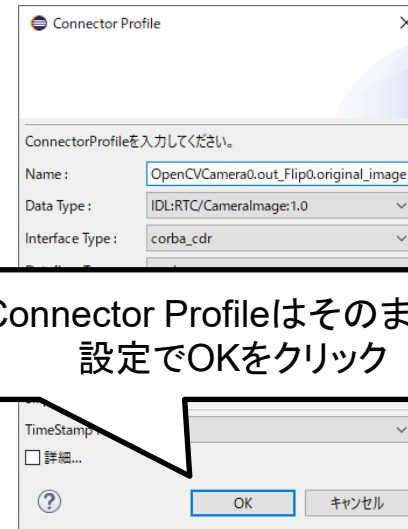 Connector Profile
ConnectorProfileを入力してください。
Name :
OpenCVCamera0.out_Flip0.original_image
Data Type :
IDL:RTC/CameraImage:1.0
Interface Type :
corba_cdr
Connector Profileはそのま
設定でOKをクリック
TimeStamp
詳細...
OK
キャンセル